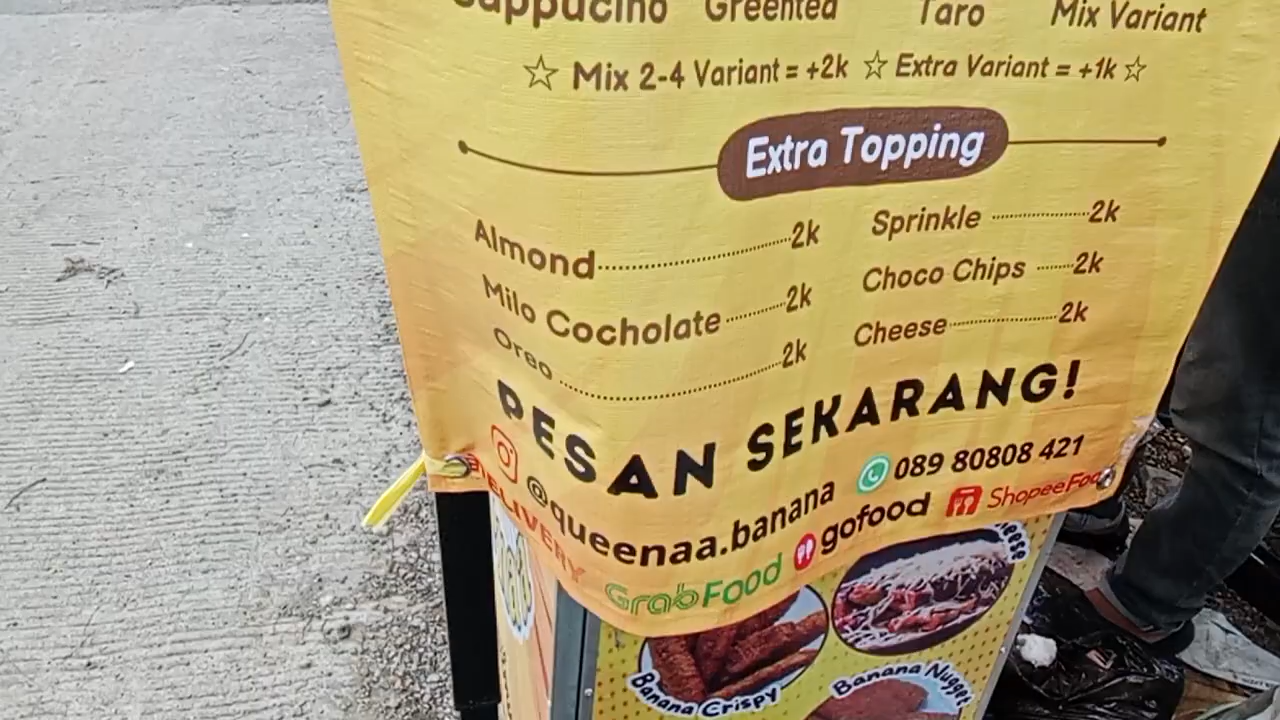 Cappucino Greentea Taro Mix Variant
☆ Mix 2-4 Variant = +2k ☆ Extra Variant = +1k ☆
Extra Topping
Almond 2k
Milo Cocholate 2k
Oreo 2k
Sprinkle 2k
Choco Chips 2k
Cheese 2k
PESAN SEKARANG!
@queenaa.banana
089 80808 421
DELIVERY
GrabFood
gofood
ShopeeFood
Banana Crispy
Banana Nugget